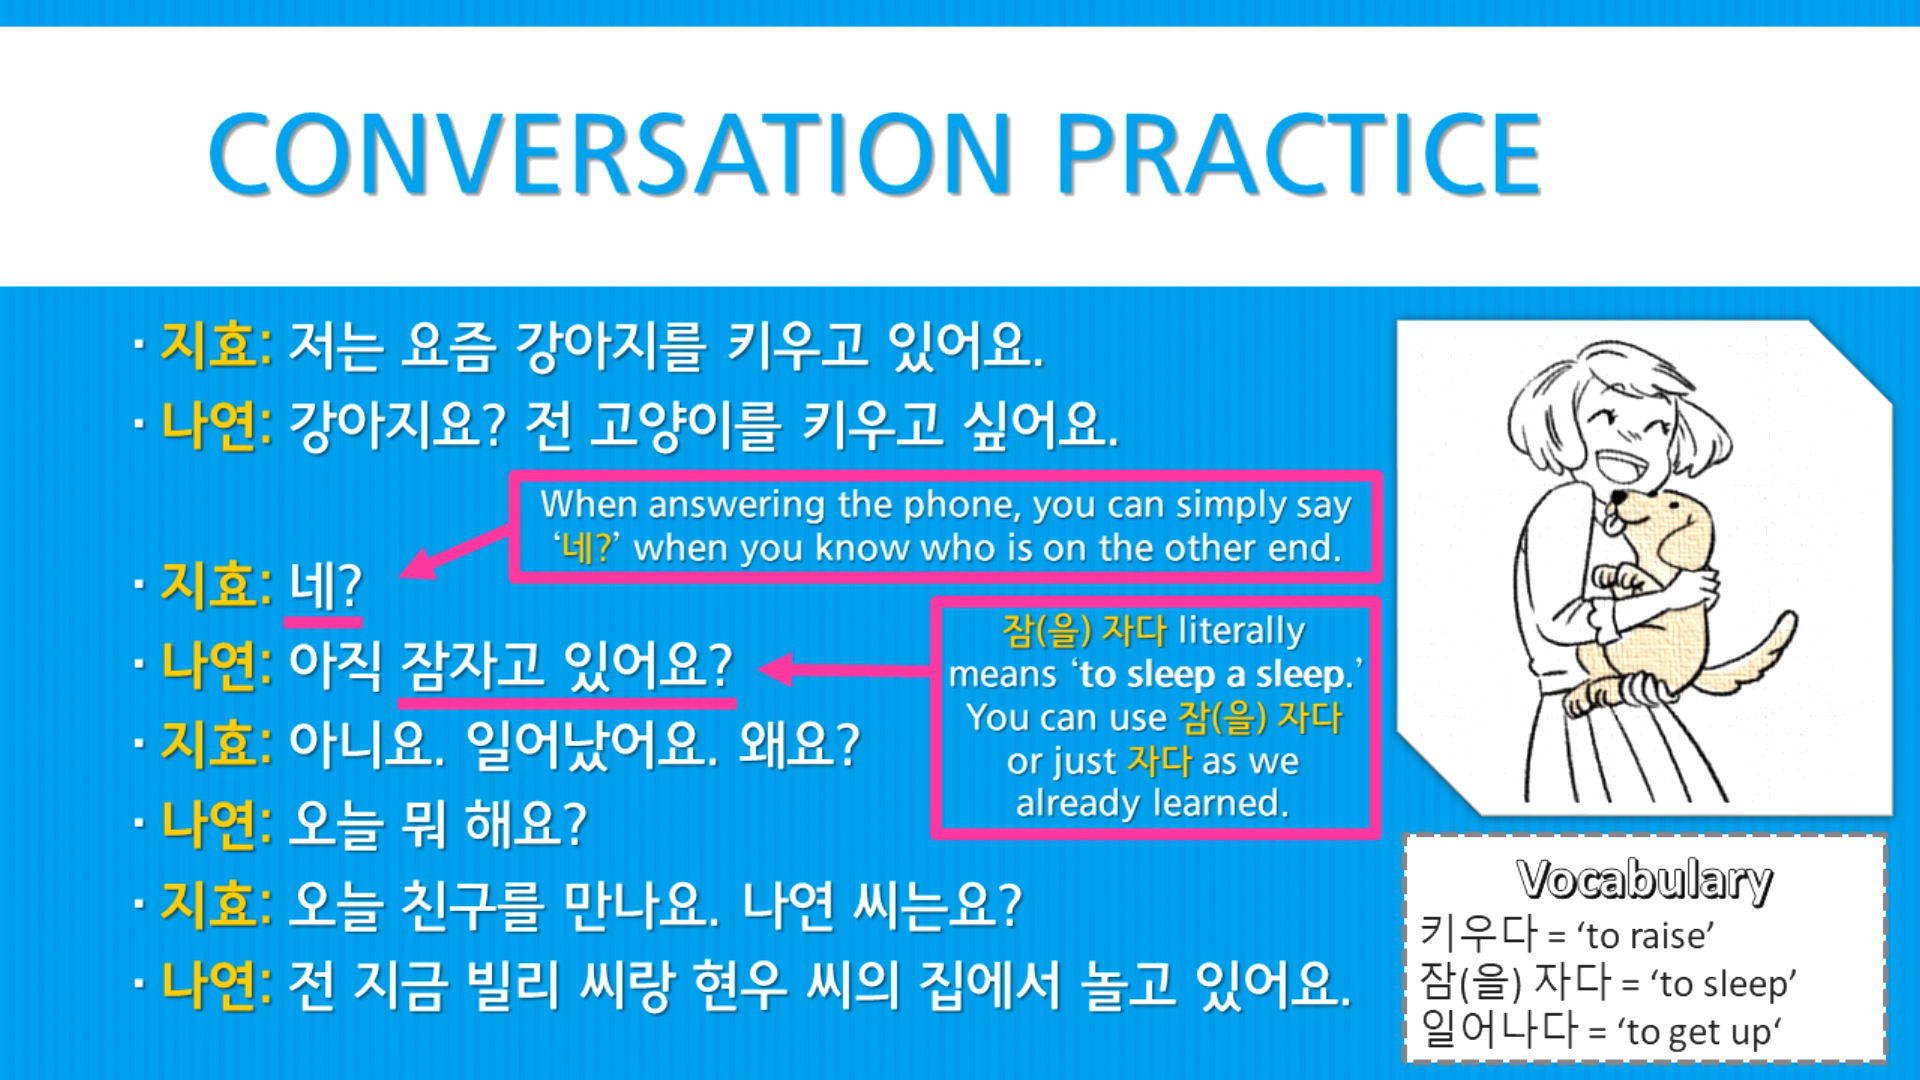 CONVERSATION PRACTICE
▪ 지효: 저는 요즘 강아지를 키우고 있어요.
▪ 나연: 강아지요? 전 고양이를 키우고 싶어요.
When answering the phone, you can simply say
‘네?’ when you know who is on the other end.
▪ 지효: 네?
▪ 나연: 아직 잠자고 있어요?
잠(을) 자다 literally
means ‘to sleep a sleep.’
You can use 잠(을) 자다
or just 자다 as we
already learned.
▪ 지효: 아니요. 일어났어요. 왜요?
▪ 나연: 오늘 뭐 해요?
▪ 지효: 오늘 친구를 만나요. 나연 씨는요?
▪ 나연: 전 지금 빌리 씨랑 현우 씨의 집에서 놀고 있어요.
Vocabulary
키우다 = ‘to raise’
잠(을) 자다 = ‘to sleep’
일어나다 = ‘to get up‘